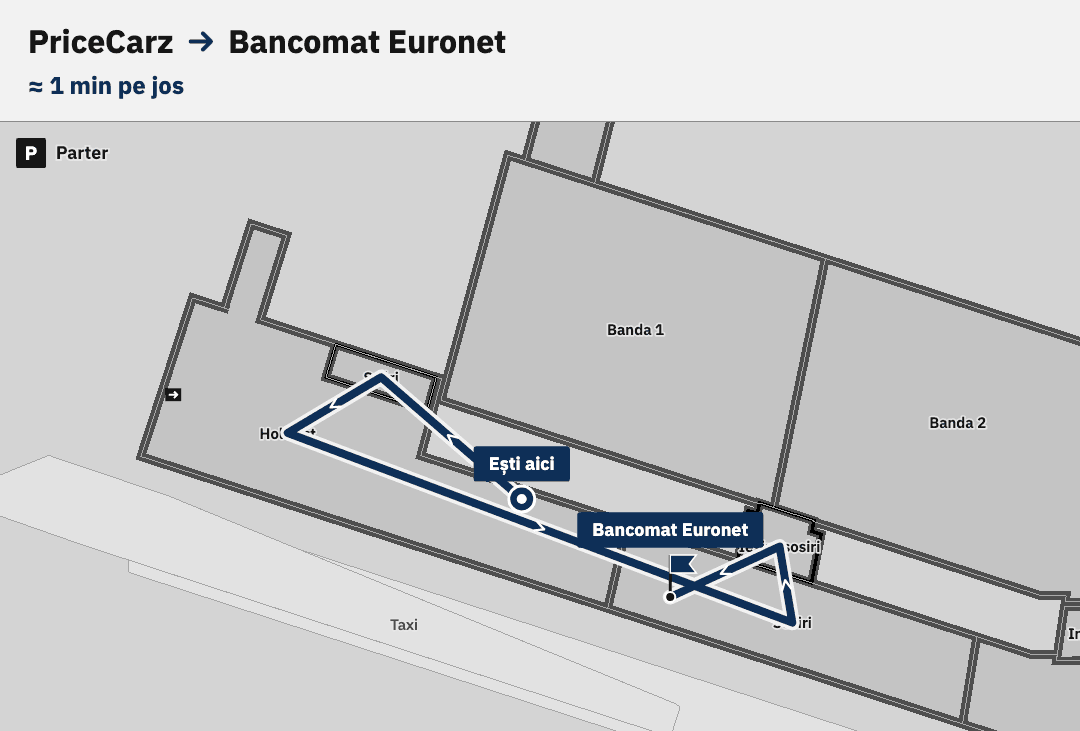 PriceCarz → Bancomat Euronet
≈ 1 min pe jos
P Parter
Banda 1
Banda 2
Ești aici
Bancomat Euronet
Taxi